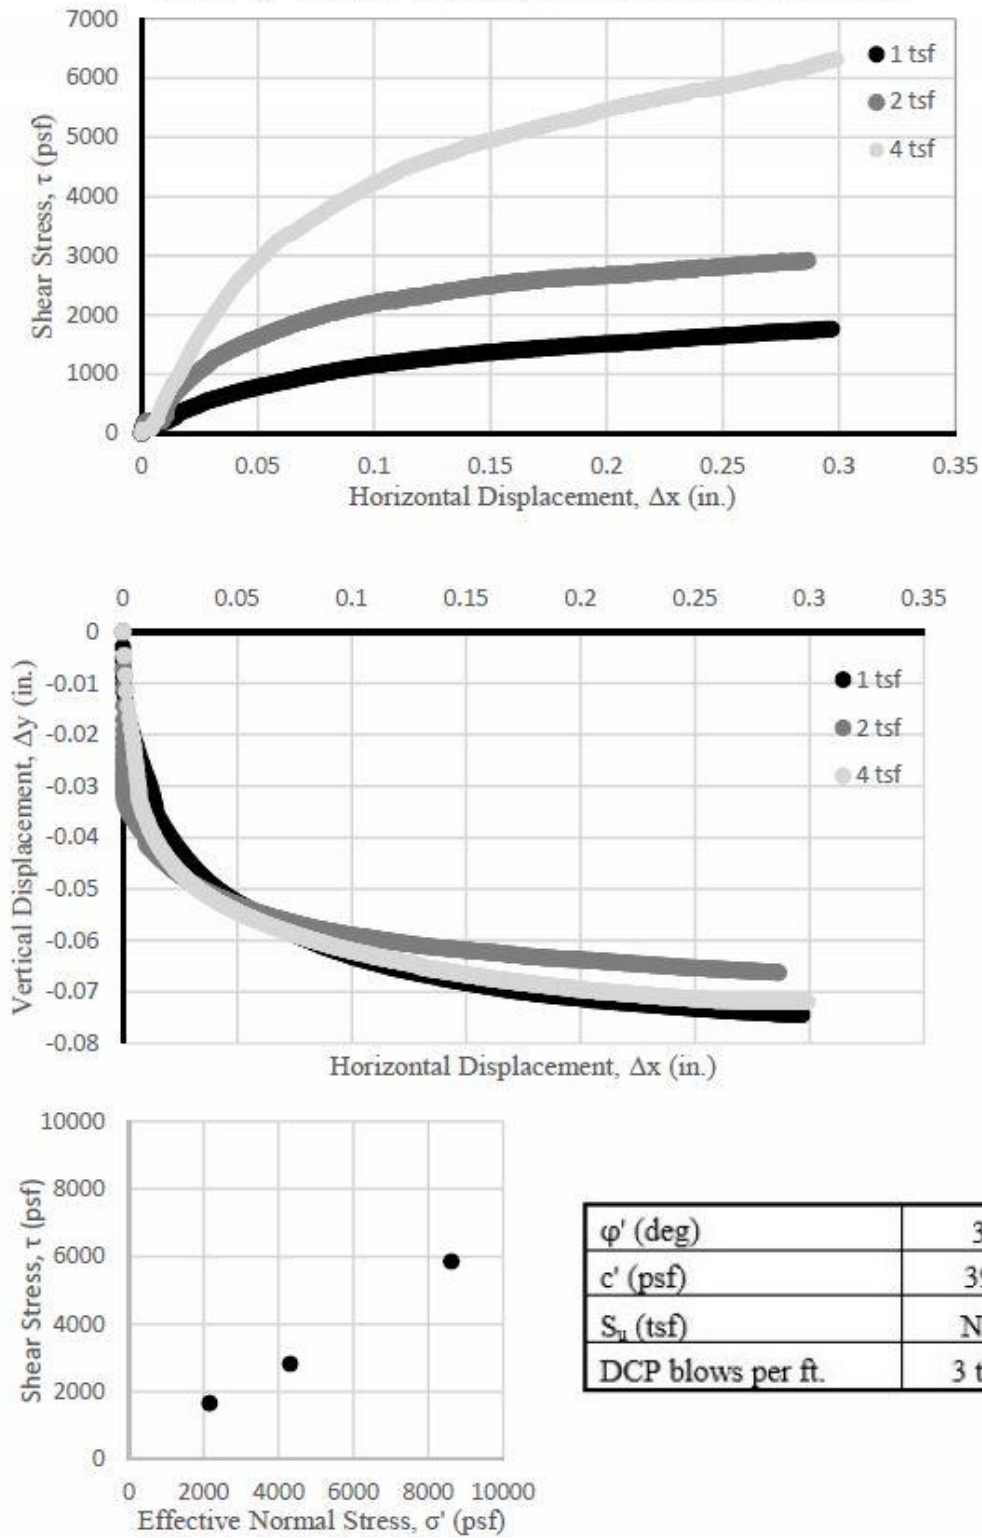 7000
6000
5000
4000
3000
2000
1000
0
Shear Stress, τ (psf)
1 tsf
2 tsf
4 tsf
0 0.05 0.1 0.15 0.2 0.25 0.3 0.35
Horizontal Displacement, Δx (in.)
0 0.05 0.1 0.15 0.2 0.25 0.3 0.35
0
-0.01
-0.02
-0.03
-0.04
-0.05
-0.06
-0.07
-0.08
Vertical Displacement, Δy (in.)
1 tsf
2 tsf
4 tsf
Horizontal Displacement, Δx (in.)
10000
8000
6000
4000
2000
0
Shear Stress, τ (psf)
0 2000 4000 6000 8000 10000
Effective Normal Stress, σ' (psf)
φ' (deg) 3
c' (psf)
Sᵤ (tsf) N
DCP blows per ft. 3